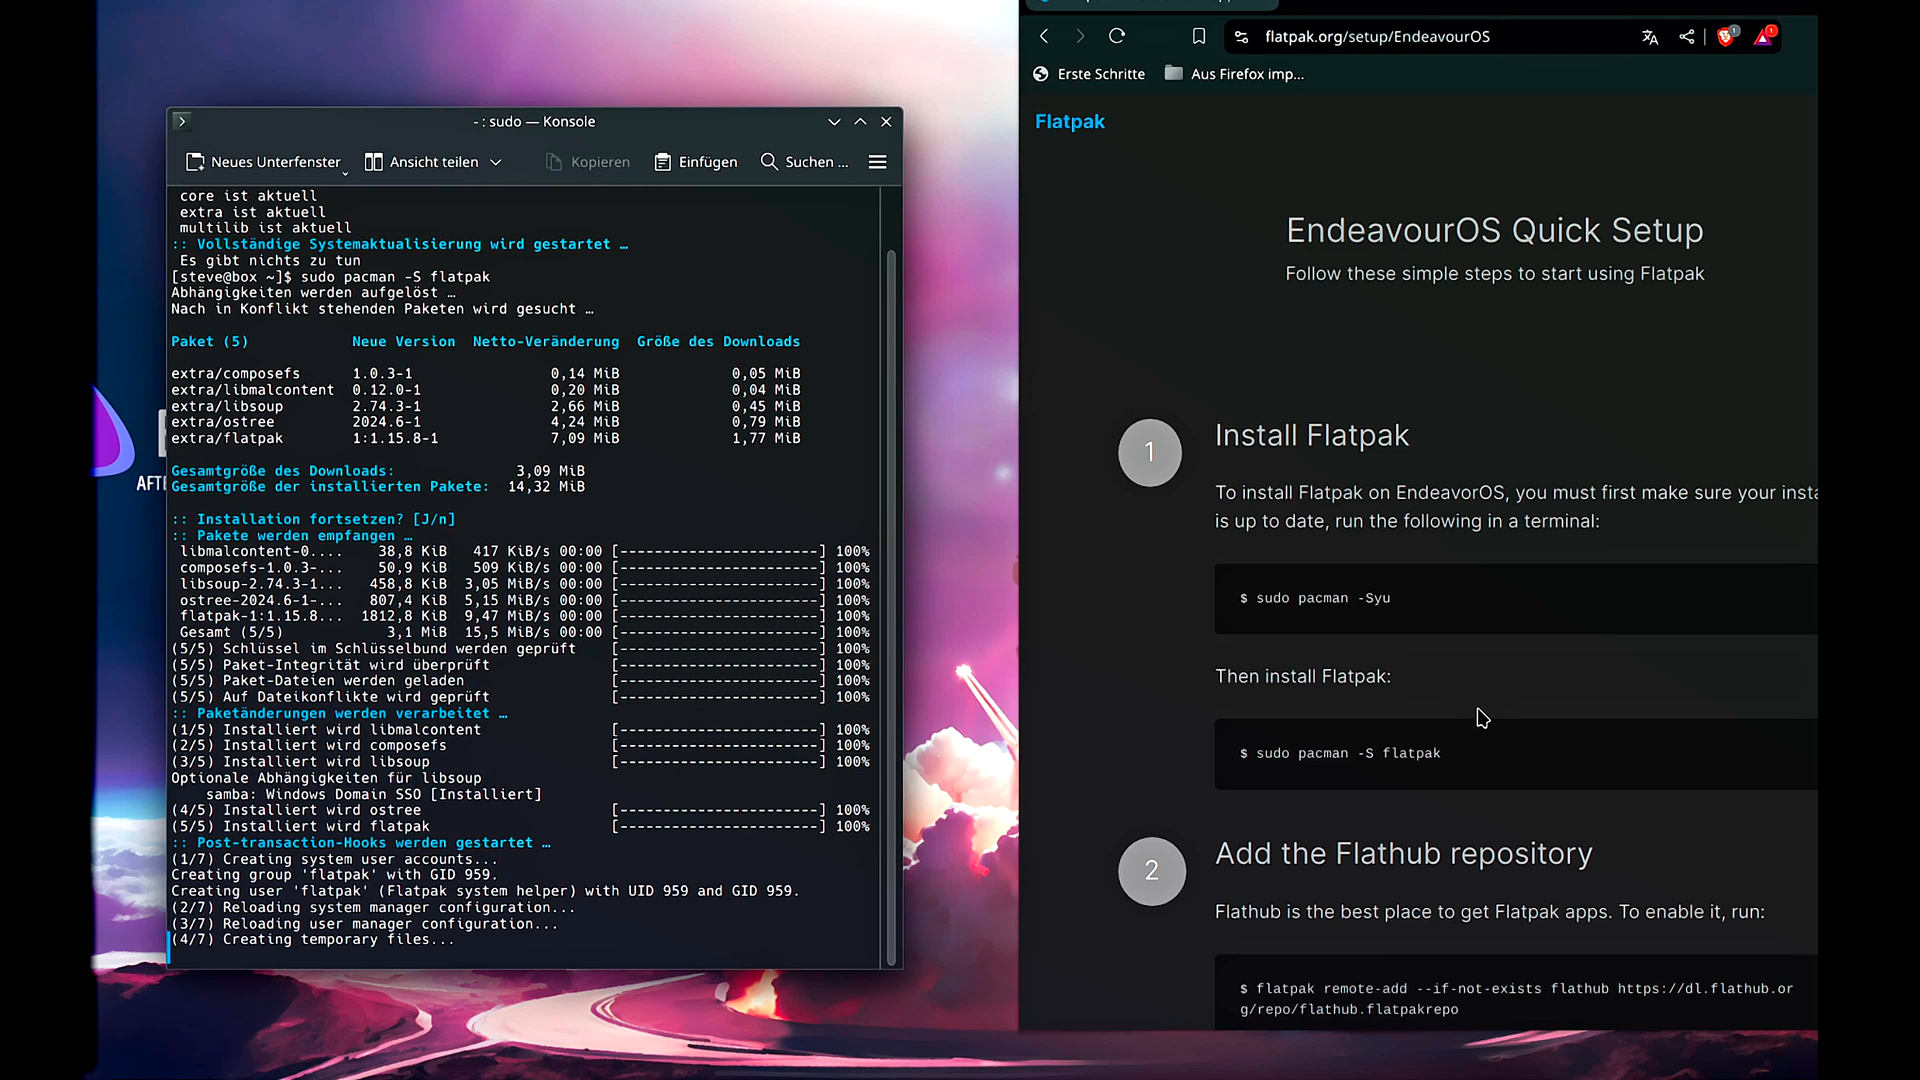 - : sudo — Konsole
Neues Unterfenster
Ansicht teilen
Kopieren
Einfügen
Suchen ...
core ist aktuell
extra ist aktuell
multilib ist aktuell
:: Vollständige Systemaktualisierung wird gestartet …
Es gibt nichts zu tun
[steve@box ~]$ sudo pacman -S flatpak
Abhängigkeiten werden aufgelöst …
Nach in Konflikt stehenden Paketen wird gesucht …
Paket (5) Neue Version Netto-Veränderung Größe des Downloads
extra/composefs 1.0.3-1 0,14 MiB 0,05 MiB
extra/libmalcontent 0.12.0-1 0,20 MiB 0,04 MiB
extra/libsoup 2.74.3-1 2,66 MiB 0,45 MiB
extra/ostree 2024.6-1 4,24 MiB 0,79 MiB
extra/flatpak 1:1.15.8-1 7,09 MiB 1,77 MiB
Gesamtgröße des Downloads: 3,09 MiB
Gesamtgröße der installierten Pakete: 14,32 MiB
:: Installation fortsetzen? [J/n]
:: Pakete werden empfangen …
libmalcontent-0.... 38,8 KiB 417 KiB/s 00:00 [-----------------------] 100%
composefs-1.0.3-... 50,9 KiB 509 KiB/s 00:00 [-----------------------] 100%
libsoup-2.74.3-1... 458,8 KiB 3,05 MiB/s 00:00 [-----------------------] 100%
ostree-2024.6-1-... 807,4 KiB 5,15 MiB/s 00:00 [-----------------------] 100%
flatpak-1:1.15.8... 1812,8 KiB 9,47 MiB/s 00:00 [-----------------------] 100%
Gesamt (5/5) 3,1 MiB 15,5 MiB/s 00:00 [-----------------------] 100%
(5/5) Schlüssel im Schlüsselbund werden geprüft [-----------------------] 100%
(5/5) Paket-Integrität wird überprüft [-----------------------] 100%
(5/5) Paket-Dateien werden geladen [-----------------------] 100%
(5/5) Auf Dateikonflikte wird geprüft [-----------------------] 100%
:: Paketänderungen werden verarbeitet …
(1/5) Installiert wird libmalcontent [-----------------------] 100%
(2/5) Installiert wird composefs [-----------------------] 100%
(3/5) Installiert wird libsoup [-----------------------] 100%
Optionale Abhängigkeiten für libsoup
samba: Windows Domain SSO [Installiert]
(4/5) Installiert wird ostree [-----------------------] 100%
(5/5) Installiert wird flatpak [-----------------------] 100%
:: Post-transaction-Hooks werden gestartet …
(1/7) Creating system user accounts...
Creating group 'flatpak' with GID 959.
Creating user 'flatpak' (Flatpak system helper) with UID 959 and GID 959.
(2/7) Reloading system manager configuration...
(3/7) Reloading user manager configuration...
(4/7) Creating temporary files...
AFTE
flatpak.org/setup/EndeavourOS
1
1
Erste Schritte
Aus Firefox imp...
Flatpak
EndeavourOS Quick Setup
Follow these simple steps to start using Flatpak
1
Install Flatpak
To install Flatpak on EndeavorOS, you must first make sure your insta
is up to date, run the following in a terminal:
$ sudo pacman -Syu
Then install Flatpak:
$ sudo pacman -S flatpak
2
Add the Flathub repository
Flathub is the best place to get Flatpak apps. To enable it, run:
$ flatpak remote-add --if-not-exists flathub https://dl.flathub.or
g/repo/flathub.flatpakrepo